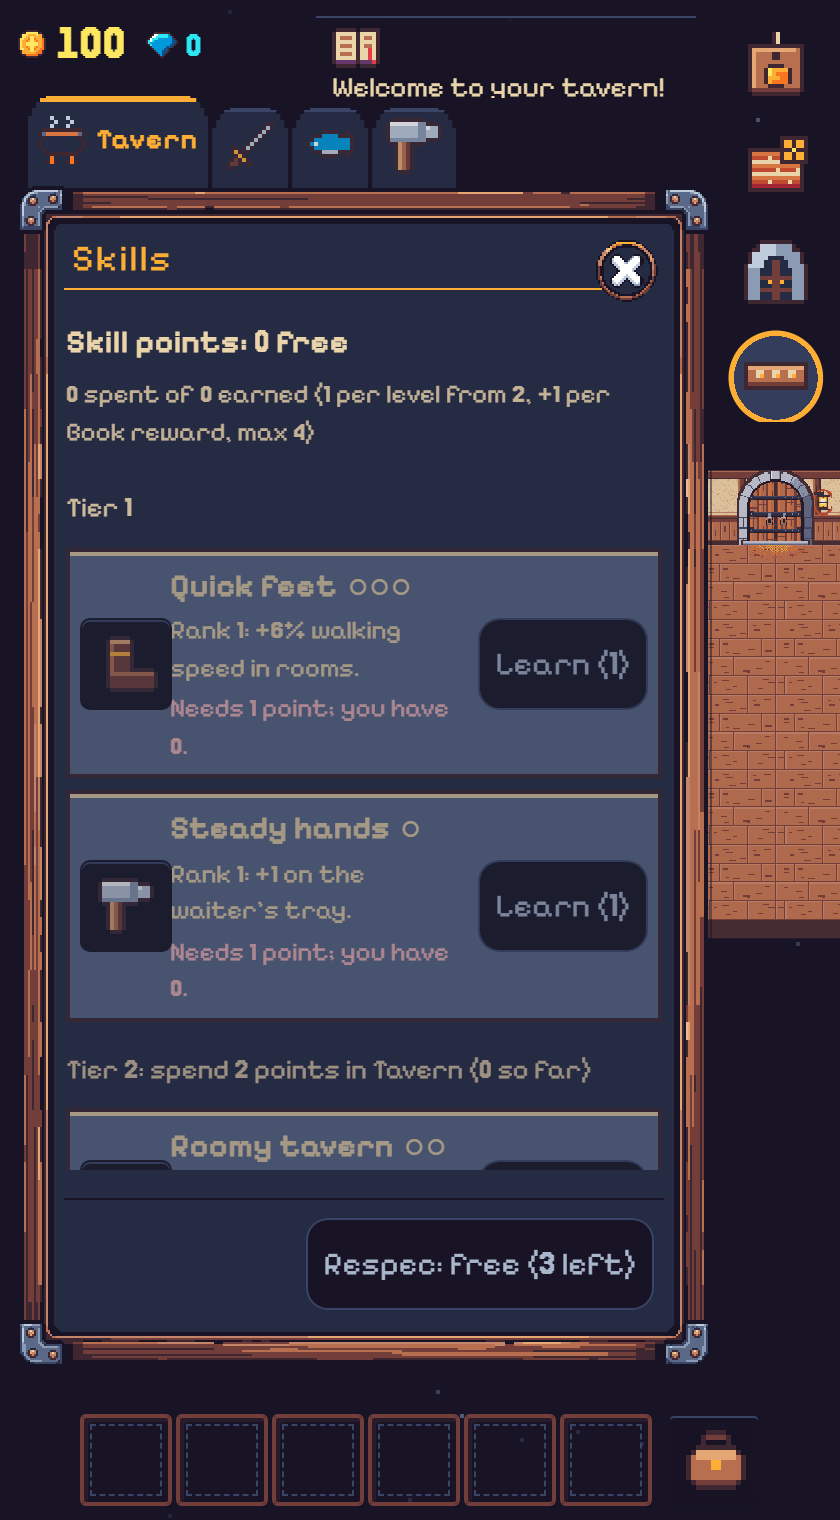 100
0
Welcome to your tavern!
Tavern
Skills
Skill points: 0 free
0 spent of 0 earned (1 per level from 2, +1 per
Book reward, max 4)
Tier 1
Quick feet
Rank 1: +6% walking
speed in rooms.
Needs 1 point; you have
0.
Learn (1)
Steady hands
Rank 1: +1 on the
waiter's tray.
Needs 1 point; you have
0.
Learn (1)
Tier 2: spend 2 points in Tavern (0 so far)
Roomy tavern
Respec: free (3 left)